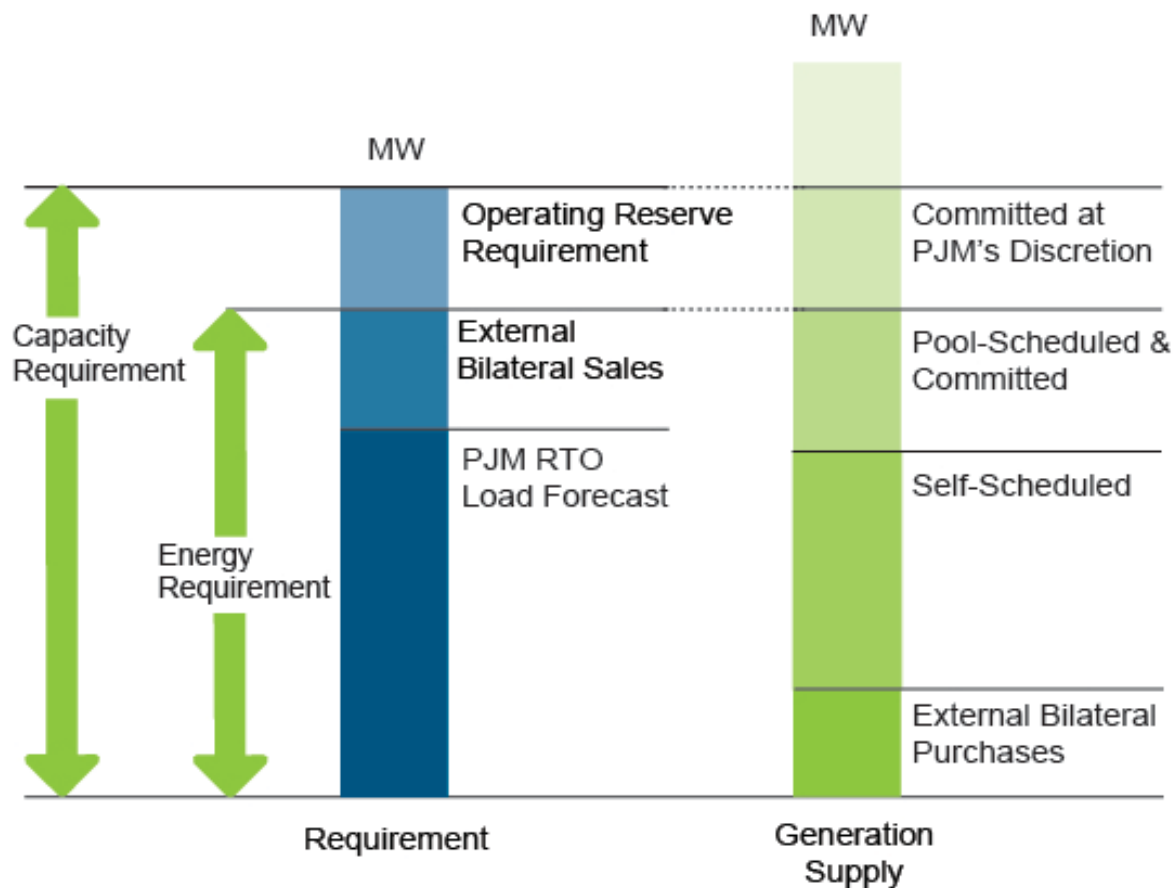 MW
MW
Operating Reserve
Requirement
Committed at
PJM's Discretion
Capacity
Requirement
External
Bilateral Sales
Pool-Scheduled &
Committed
PJM RTO
Load Forecast
Self-Scheduled
Energy
Requirement
External Bilateral
Purchases
Requirement
Generation
Supply